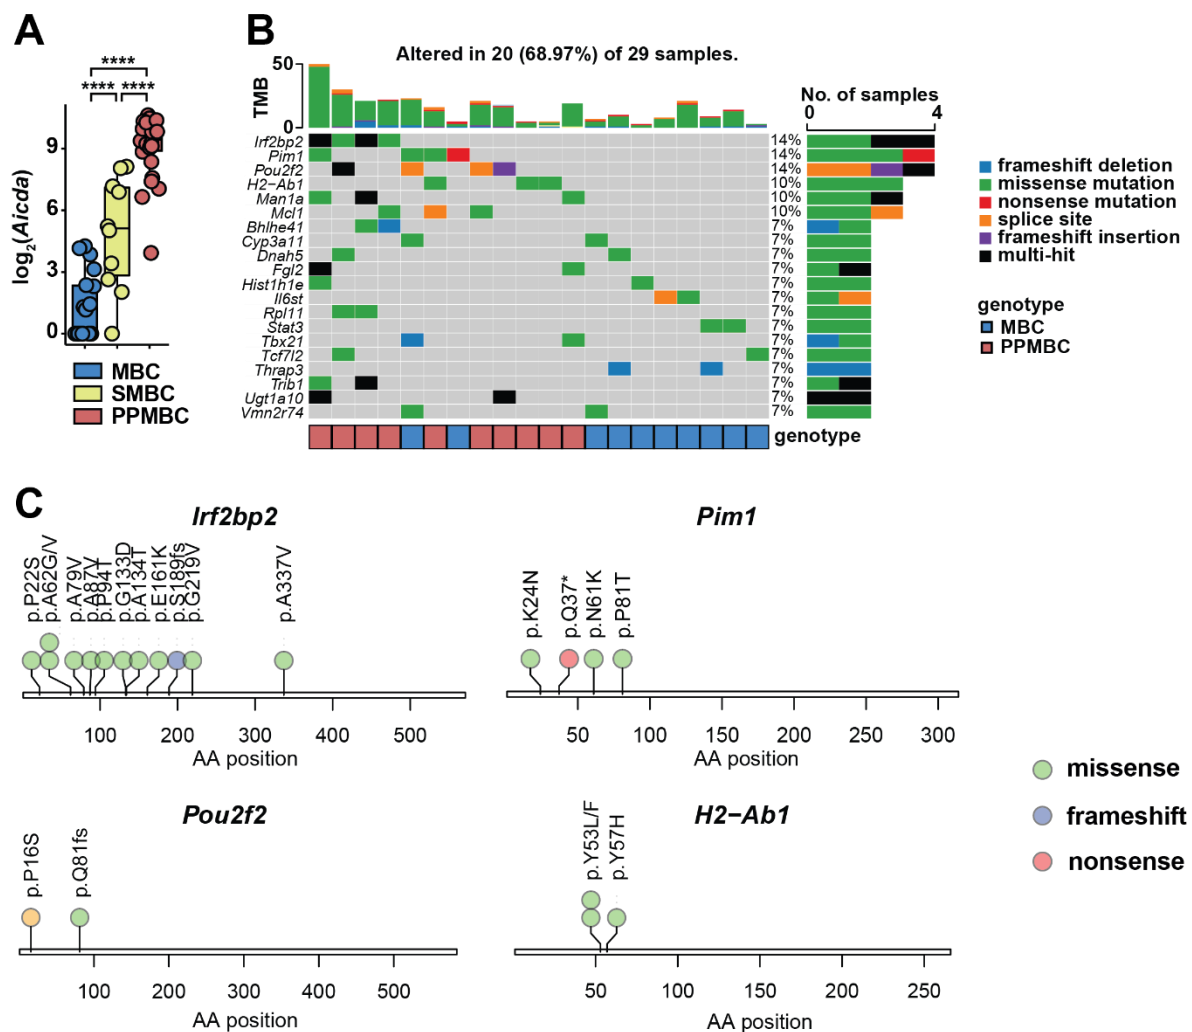 A
****
****
****
log2(Aicda)
9
6
3
0
MBC
SMBC
PPMBC
B
Altered in 20 (68.97%) of 29 samples.
TMB
50
0
No. of samples
0
4
Irf2bp2 14%
Pim1 14%
Pou2f2 14%
H2−Ab1 10%
Man1a 10%
Mcl1 10%
Bhlhe41 7%
Cyp3a11 7%
Dnah5 7%
Fgl2 7%
Hist1h1e 7%
Il6st 7%
Rpl11 7%
Stat3 7%
Tbx21 7%
Tcf7l2 7%
Thrap3 7%
Trib1 7%
Ugt1a10 7%
Vmn2r74 7%
genotype
frameshift deletion
missense mutation
nonsense mutation
splice site
frameshift insertion
multi-hit
genotype
MBC
PPMBC
C
Irf2bp2
p.P22S
p.A62G/V
p.A79V
p.A87V
p.P94T
p.G133D
p.A134T
p.E161K
p.S189fs
p.G219V
p.A337V
100 200 300 400 500
AA position
Pim1
p.K24N
p.Q37*
p.N61K
p.P81T
50 100 150 200 250 300
AA position
Pou2f2
p.P16S
p.Q81fs
100 200 300 400 500
AA position
H2−Ab1
p.Y53L/F
p.Y57H
50 100 150 200 250
AA position
missense
frameshift
nonsense